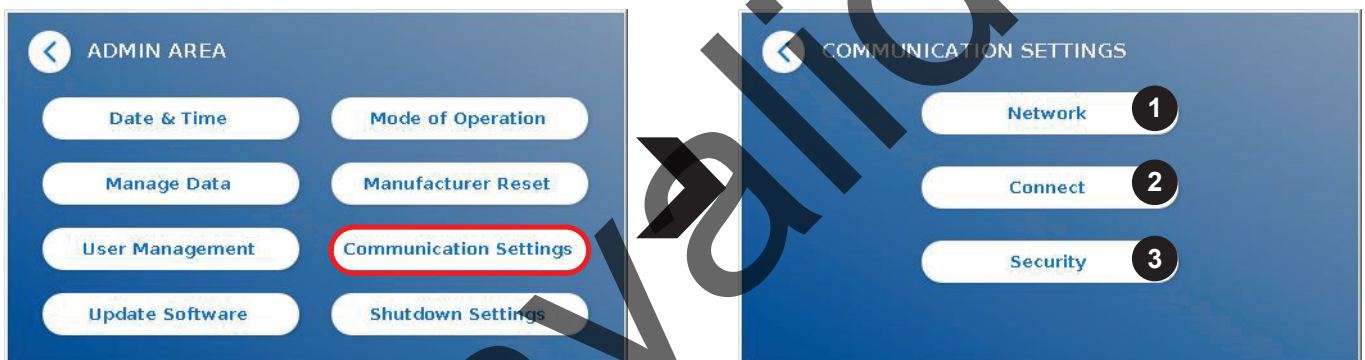 ADMIN AREA
Date & Time
Mode of Operation
Manage Data
Manufacturer Reset
User Management
Communication Settings
Update Software
Shutdown Settings
COMMUNICATION SETTINGS
Network 1
Connect 2
Security 3